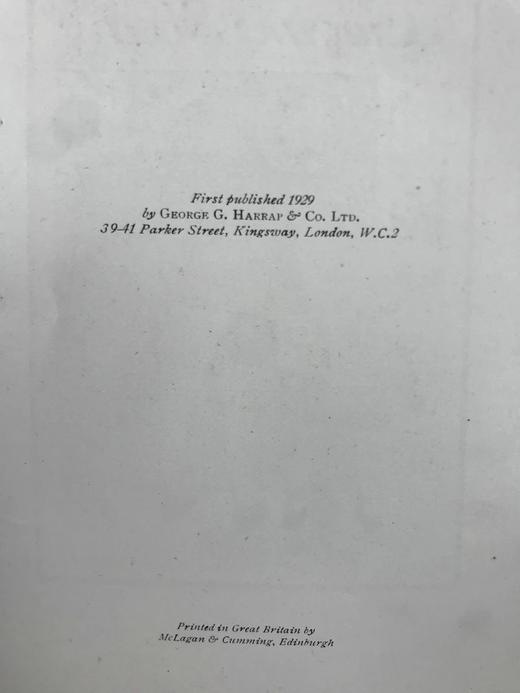 First published 1929
by GEORGE G. HARRAP & CO. LTD.
39-41 Parker Street, Kingsway, London, W.C.2
Printed in Great Britain by
McLagan & Cumming, Edinburgh